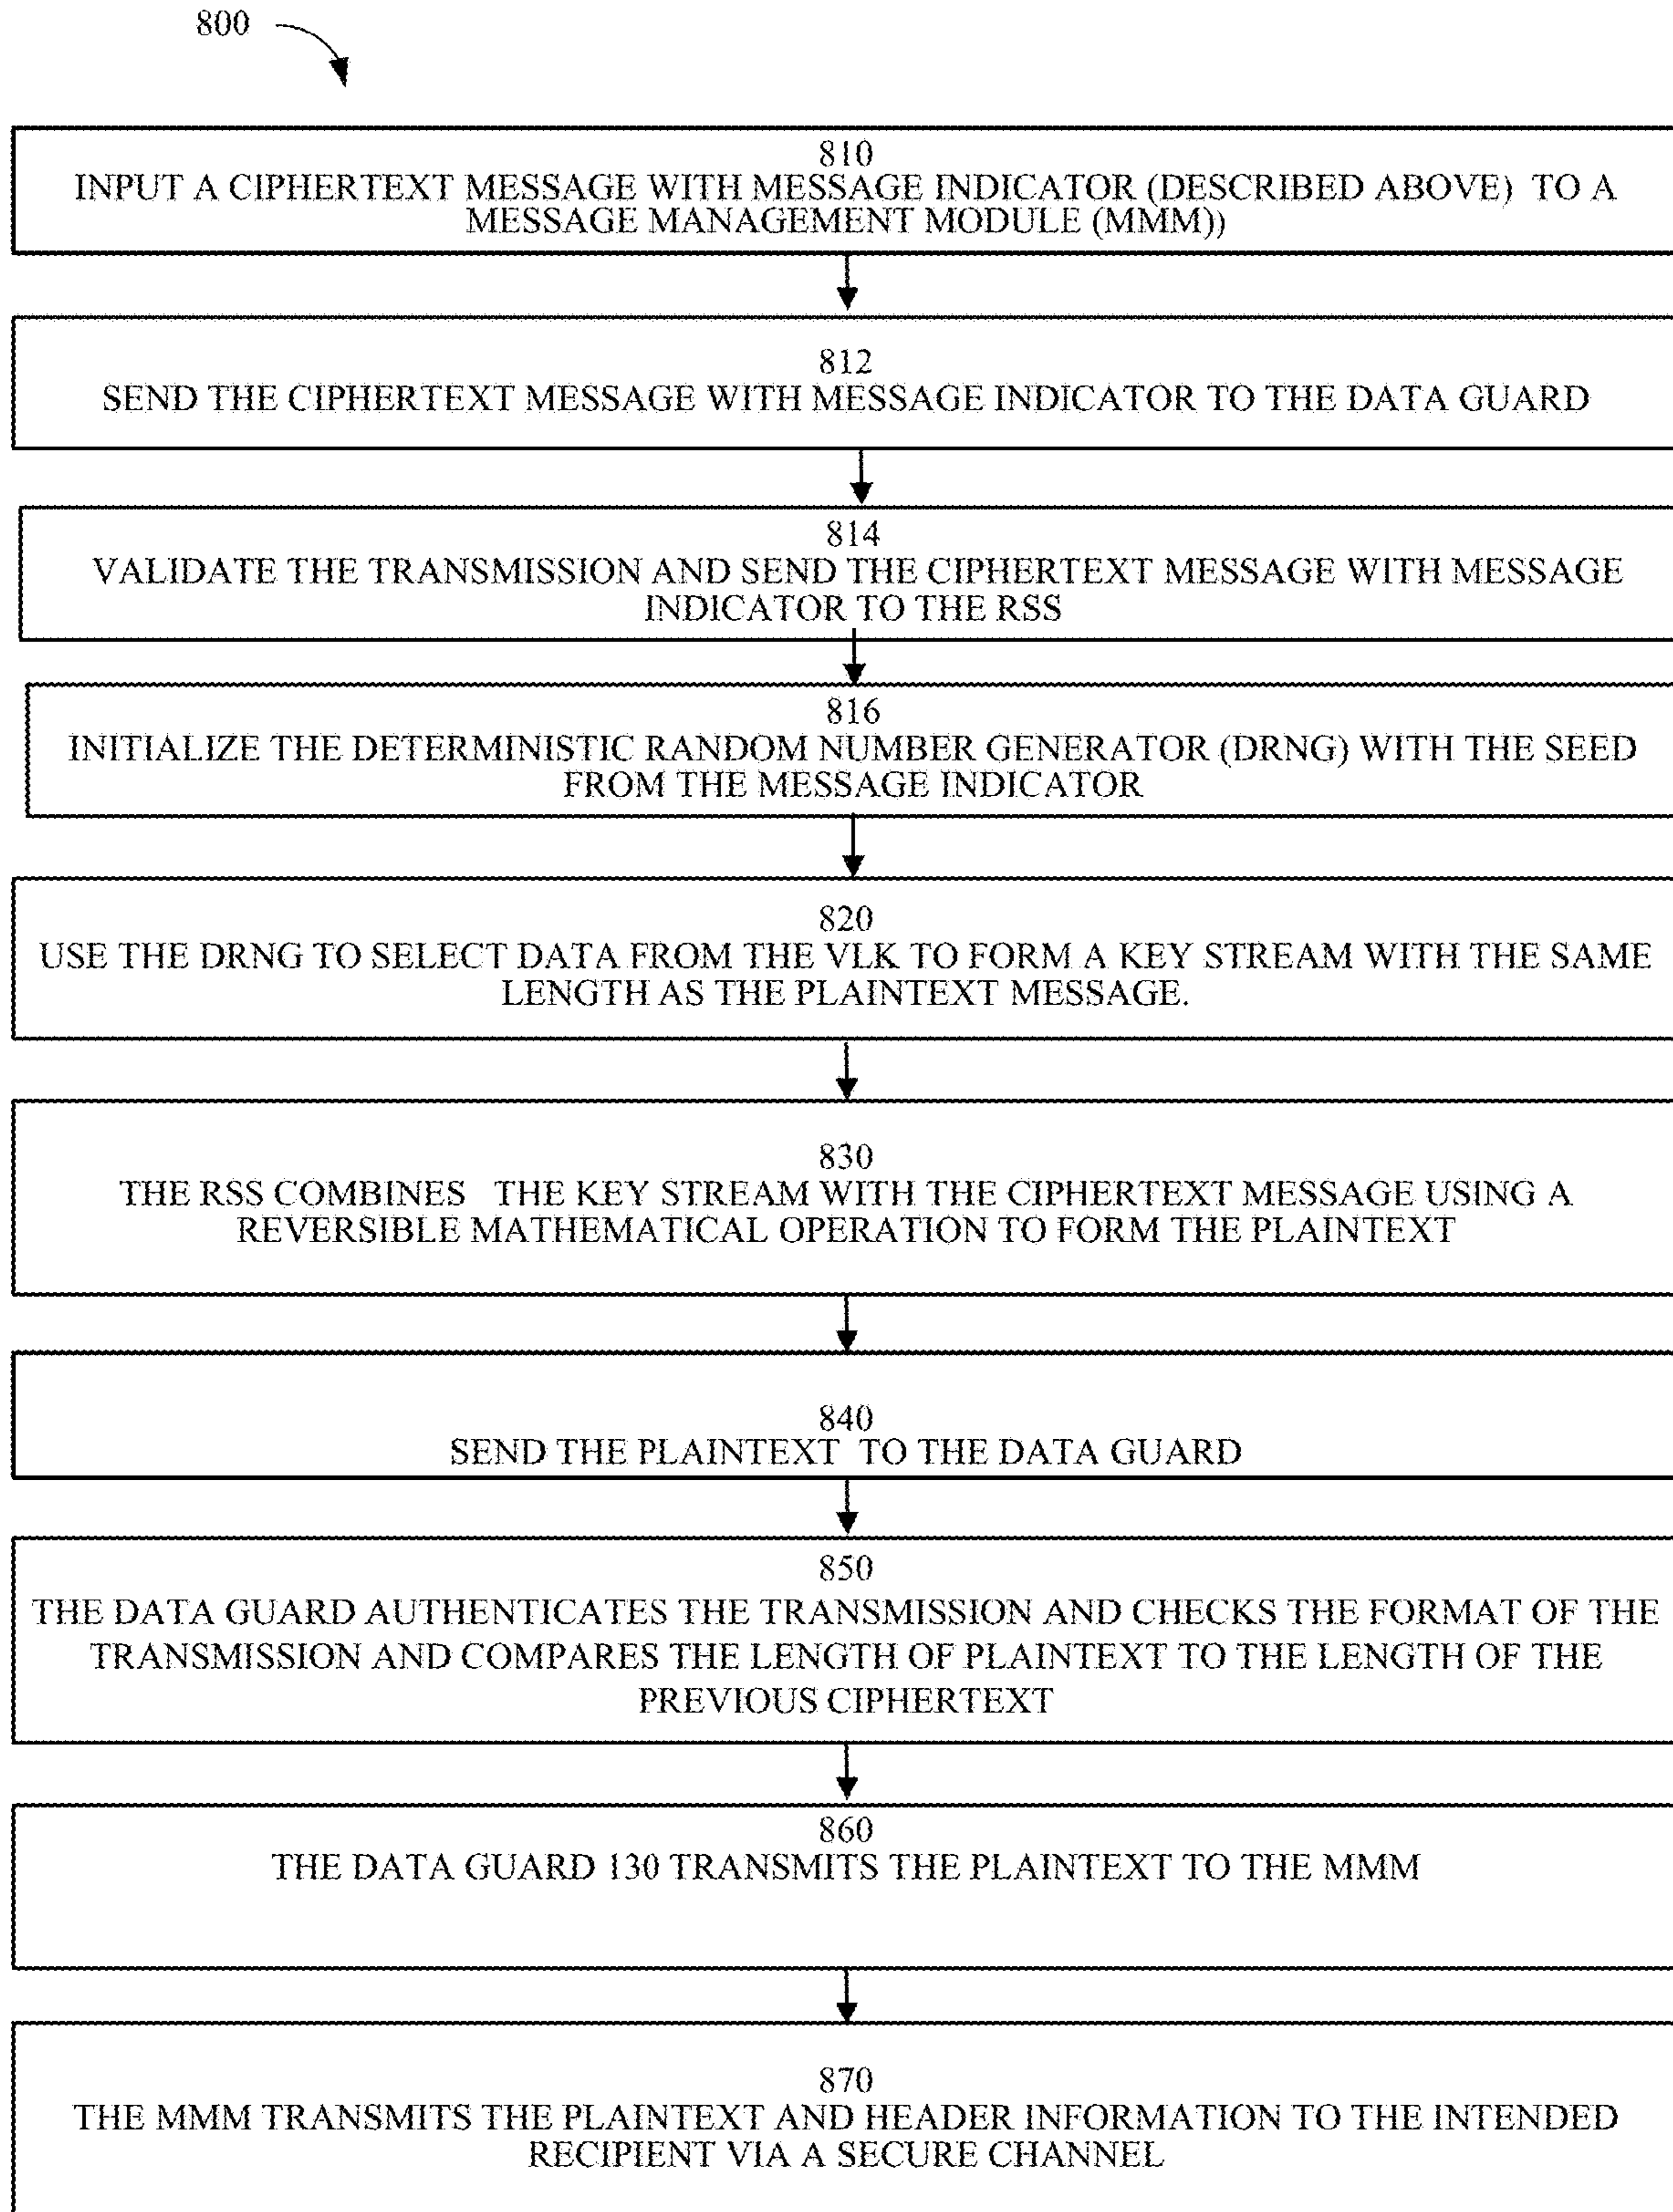 800
810
INPUT A CIPHERTEXT MESSAGE WITH MESSAGE INDICATOR (DESCRIBED ABOVE) TO A
MESSAGE MANAGEMENT MODULE (MMM))
812
SEND THE CIPHERTEXT MESSAGE WITH MESSAGE INDICATOR TO THE DATA GUARD
814
VALIDATE THE TRANSMISSION AND SEND THE CIPHERTEXT MESSAGE WITH MESSAGE
INDICATOR TO THE RSS
816
INITIALIZE THE DETERMINISTIC RANDOM NUMBER GENERATOR (DRNG) WITH THE SEED
FROM THE MESSAGE INDICATOR
820
USE THE DRNG TO SELECT DATA FROM THE VLK TO FORM A KEY STREAM WITH THE SAME
LENGTH AS THE PLAINTEXT MESSAGE.
830
THE RSS COMBINES THE KEY STREAM WITH THE CIPHERTEXT MESSAGE USING A
REVERSIBLE MATHEMATICAL OPERATION TO FORM THE PLAINTEXT
840
SEND THE PLAINTEXT TO THE DATA GUARD
850
THE DATA GUARD AUTHENTICATES THE TRANSMISSION AND CHECKS THE FORMAT OF THE
TRANSMISSION AND COMPARES THE LENGTH OF PLAINTEXT TO THE LENGTH OF THE
PREVIOUS CIPHERTEXT
860
THE DATA GUARD 130 TRANSMITS THE PLAINTEXT TO THE MMM
870
THE MMM TRANSMITS THE PLAINTEXT AND HEADER INFORMATION TO THE INTENDED
RECIPIENT VIA A SECURE CHANNEL